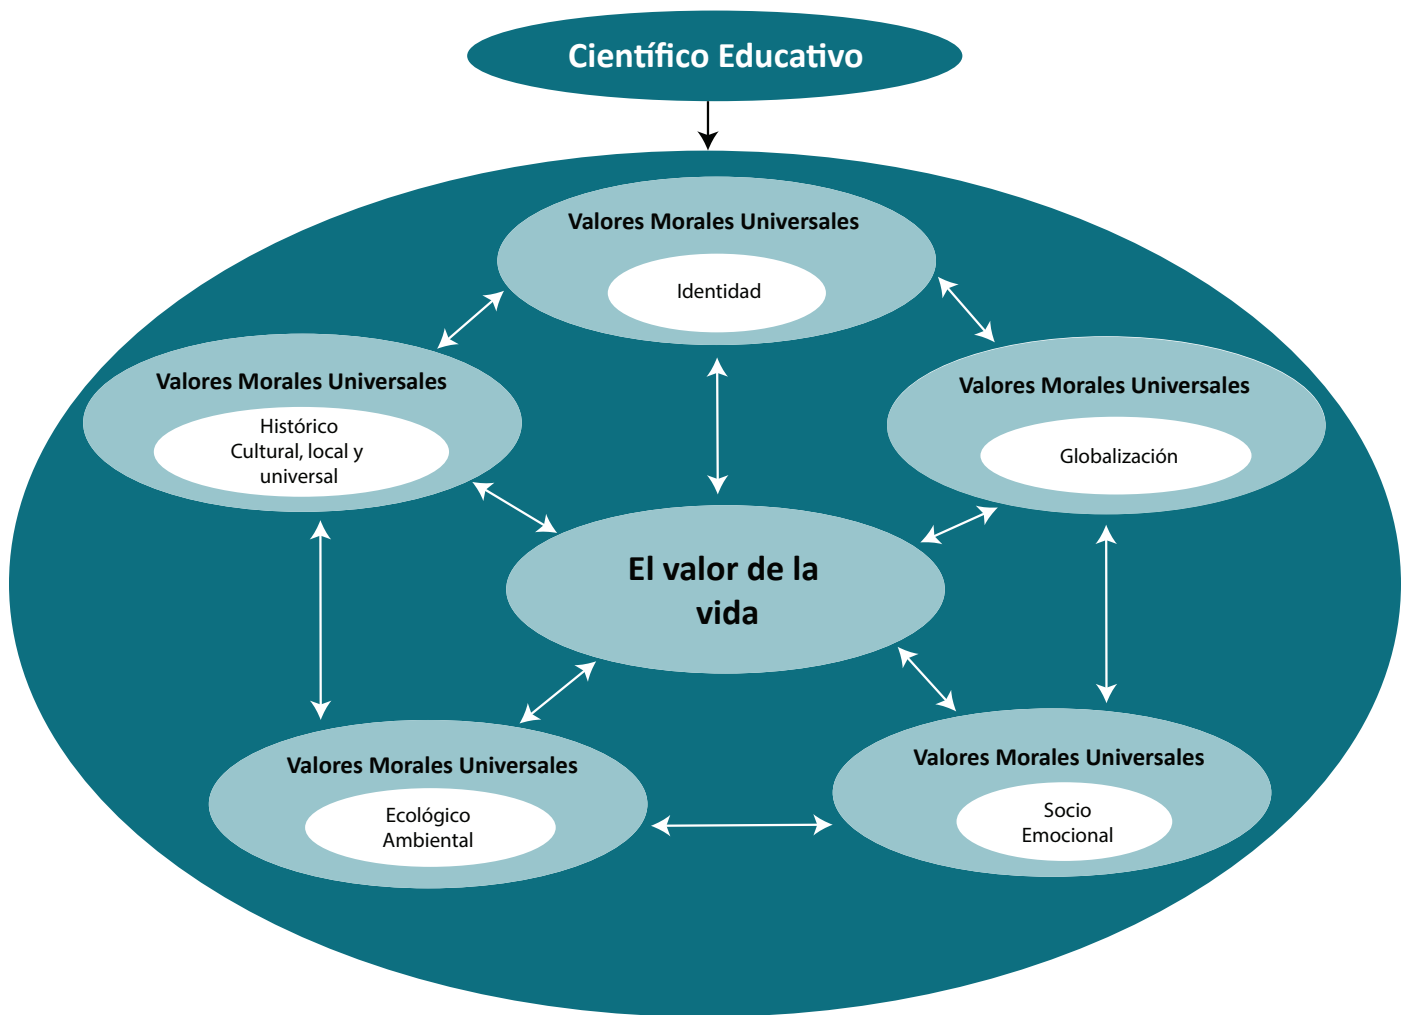 Científico Educativo
Valores Morales Universales
Identidad
Valores Morales Universales
Histórico
Cultural, local y
universal
Valores Morales Universales
Globalización
El valor de la
vida
Valores Morales Universales
Ecológico
Ambiental
Valores Morales Universales
Socio
Emocional